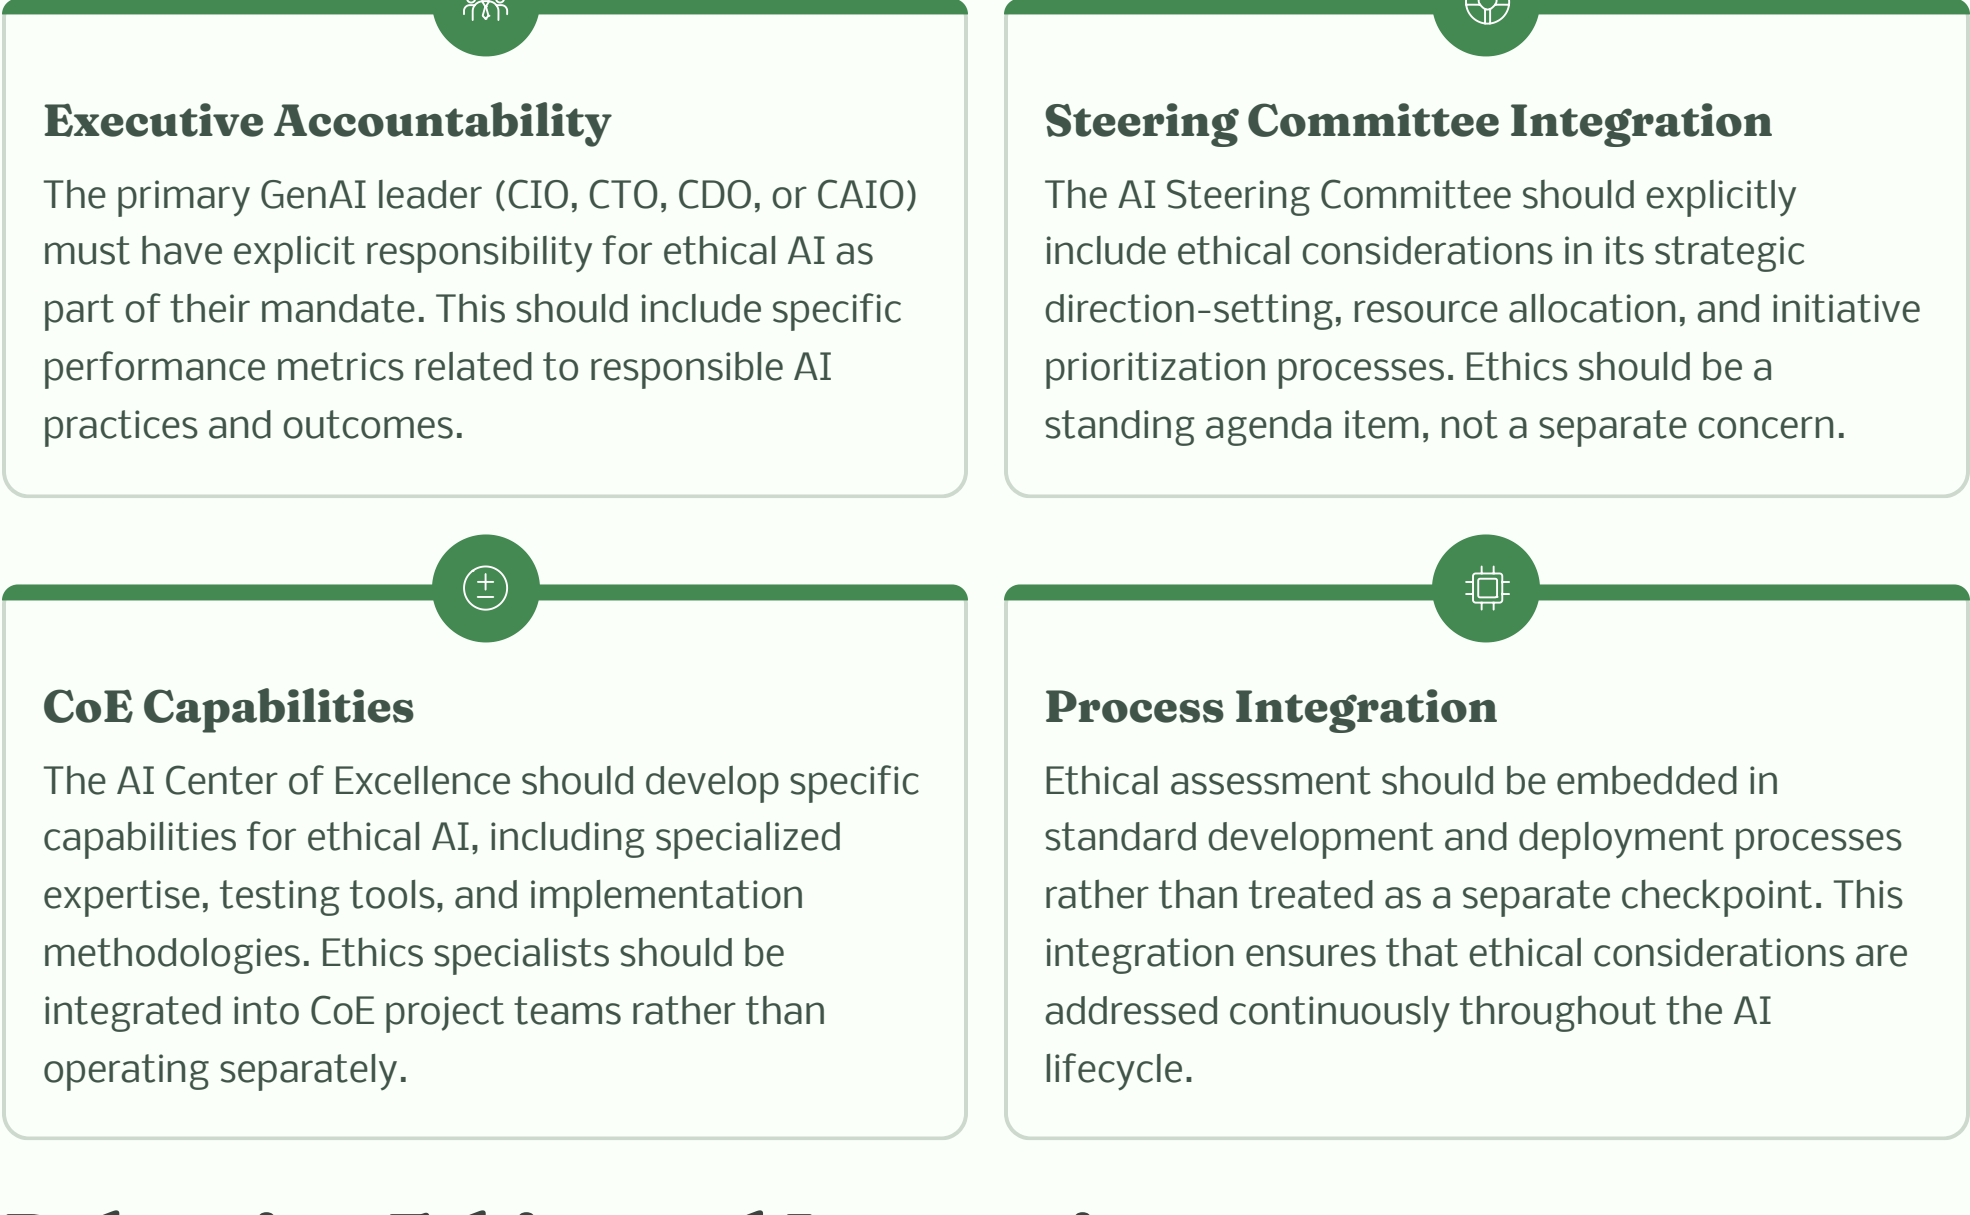 Executive Accountability
The primary GenAI leader (CIO, CTO, CDO, or CAIO)
must have explicit responsibility for ethical AI as
part of their mandate. This should include specific
performance metrics related to responsible AI
practices and outcomes.
Steering Committee Integration
The AI Steering Committee should explicitly
include ethical considerations in its strategic
direction-setting, resource allocation, and initiative
prioritization processes. Ethics should be a
standing agenda item, not a separate concern.
CoE Capabilities
The AI Center of Excellence should develop specific
capabilities for ethical AI, including specialized
expertise, testing tools, and implementation
methodologies. Ethics specialists should be
integrated into CoE project teams rather than
operating separately.
Process Integration
Ethical assessment should be embedded in
standard development and deployment processes
rather than treated as a separate checkpoint. This
integration ensures that ethical considerations are
addressed continuously throughout the AI
lifecycle.